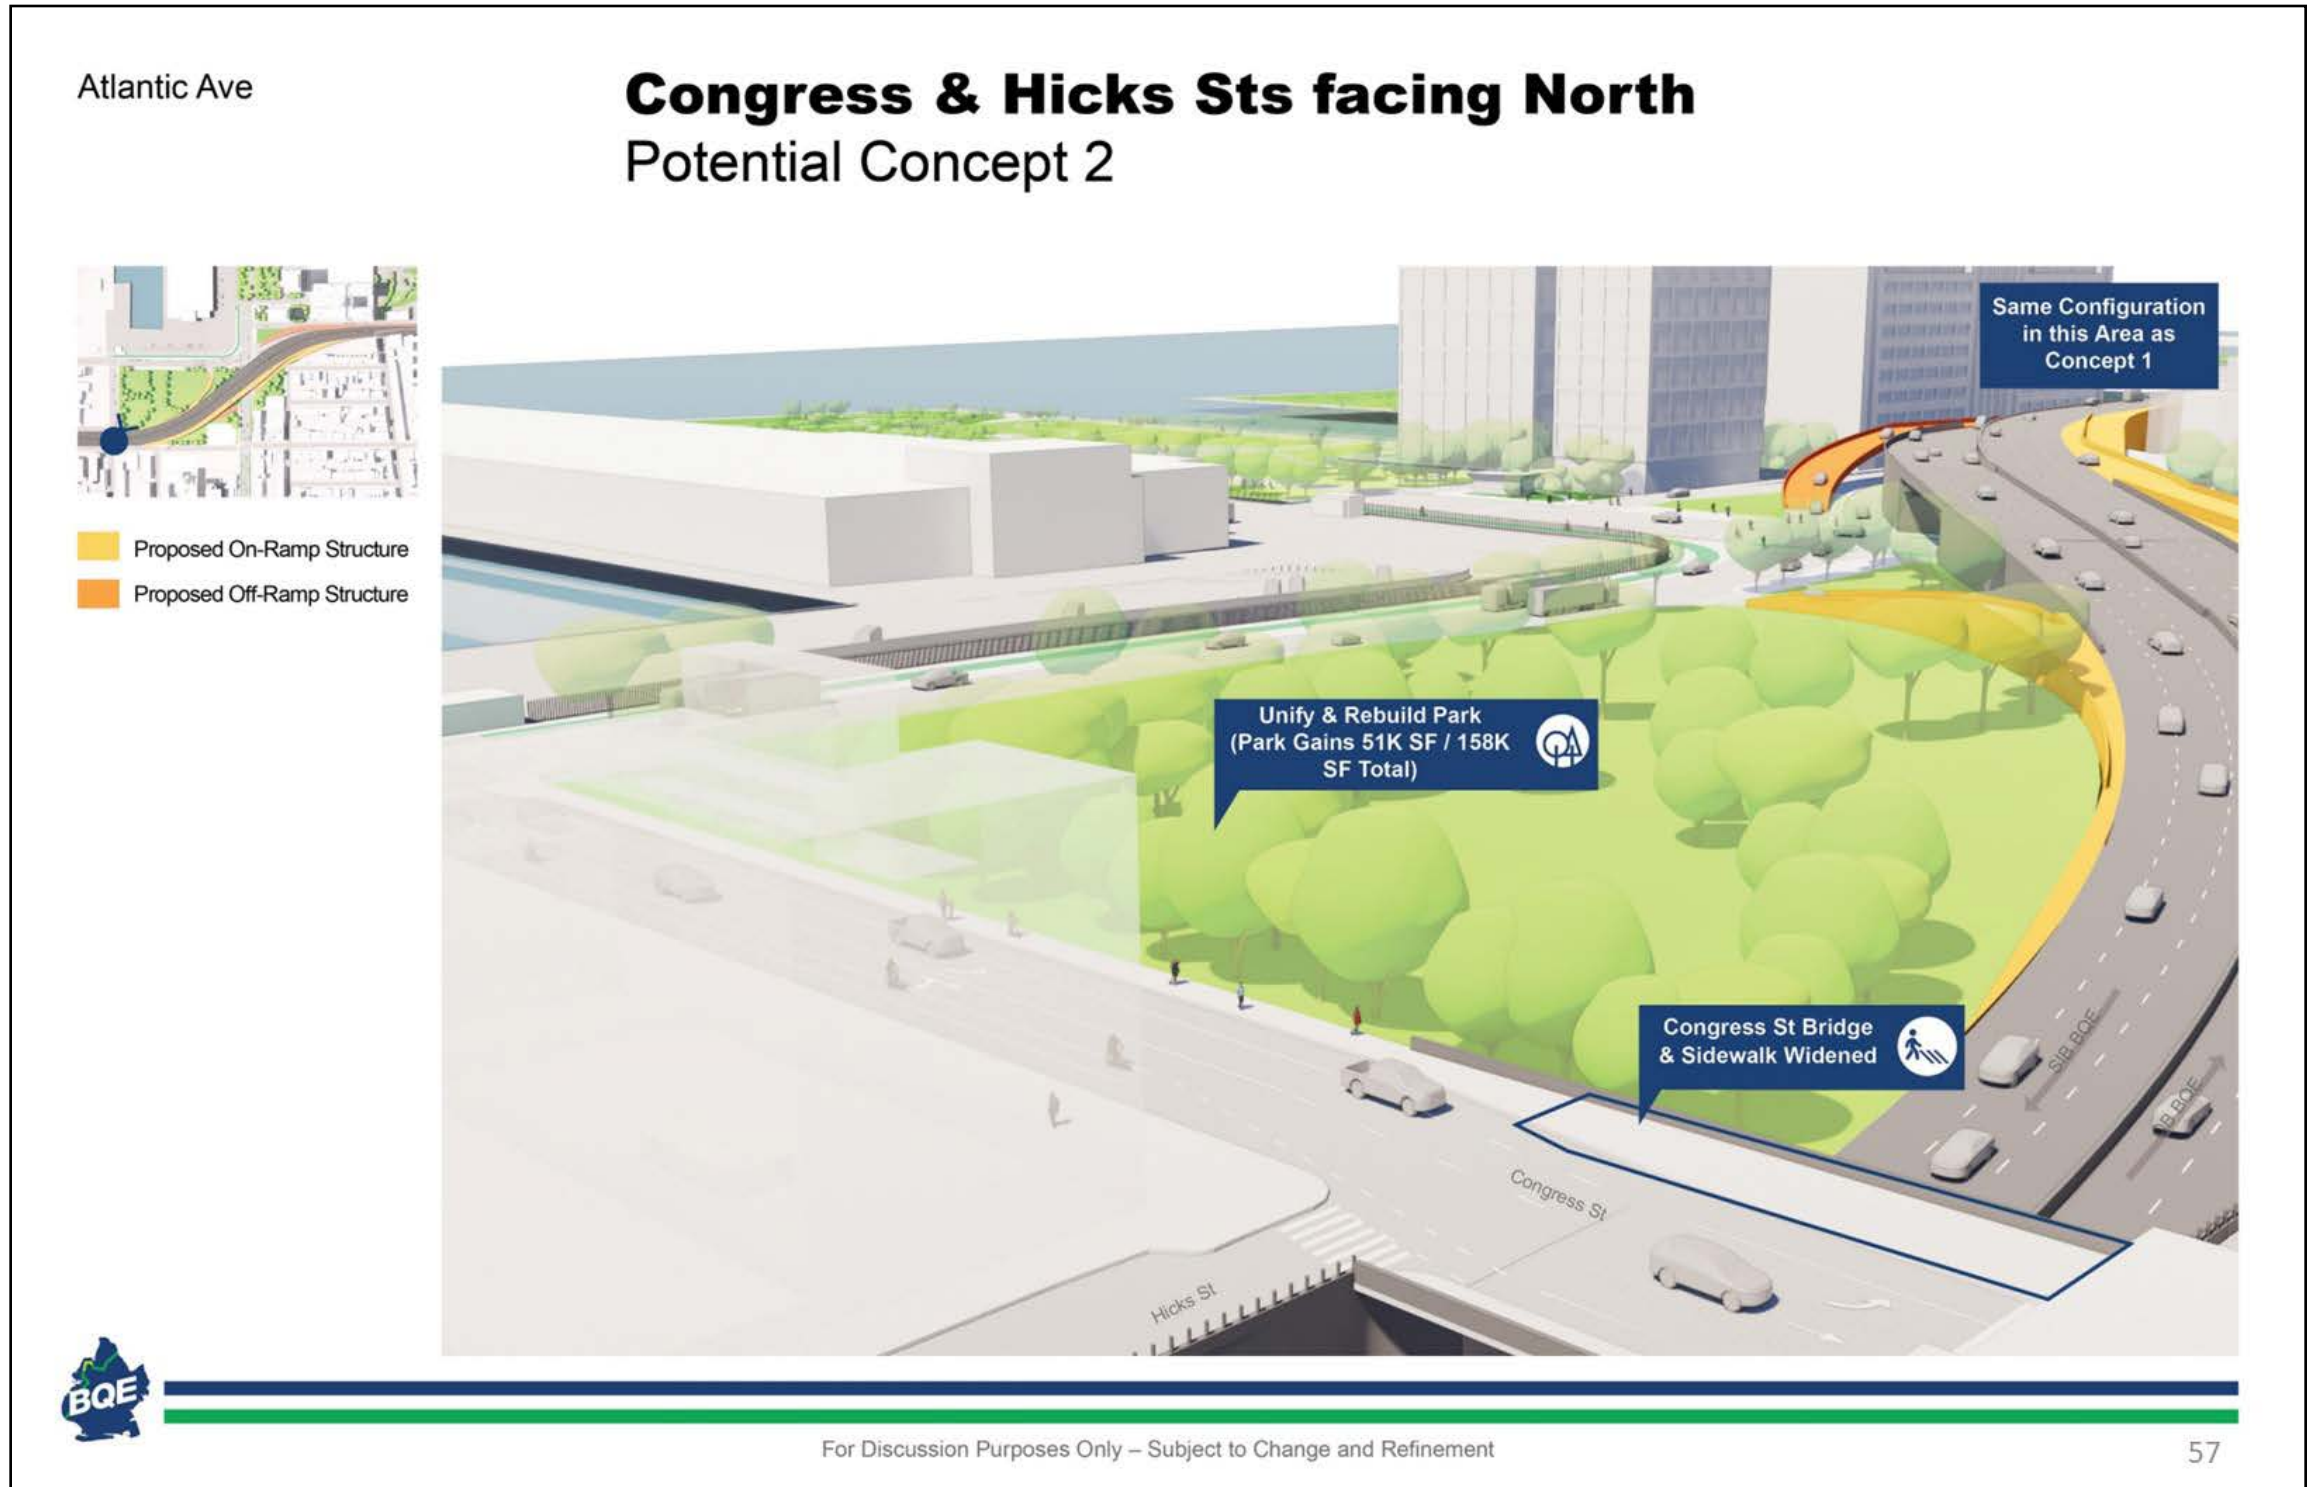 Atlantic Ave
Congress & Hicks Sts facing North
Potential Concept 2
Same Configuration
in this Area as
Concept 1
Proposed On-Ramp Structure
Proposed Off-Ramp Structure
Unify & Rebuild Park
(Park Gains 51K SF / 158K
SF Total)
Congress St Bridge
& Sidewalk Widened
BQE
B BQE
Congress St
Hicks St
BQE
For Discussion Purposes Only – Subject to Change and Refinement
57